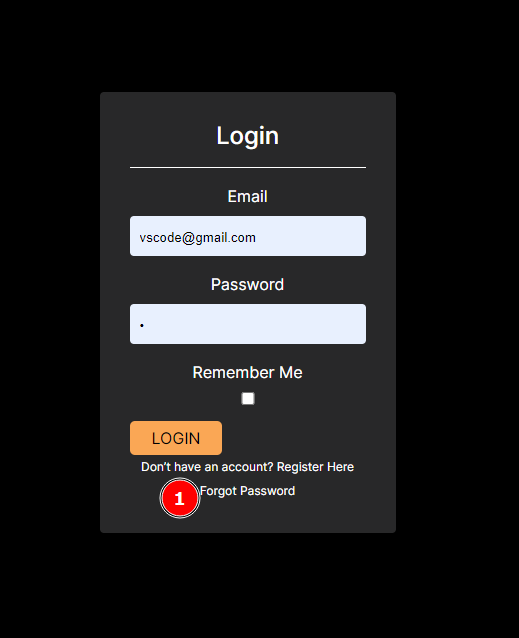 Login
Email
vscode@gmail.com
Password
•
Remember Me
LOGIN
Don't have an account? Register Here
1 Forgot Password